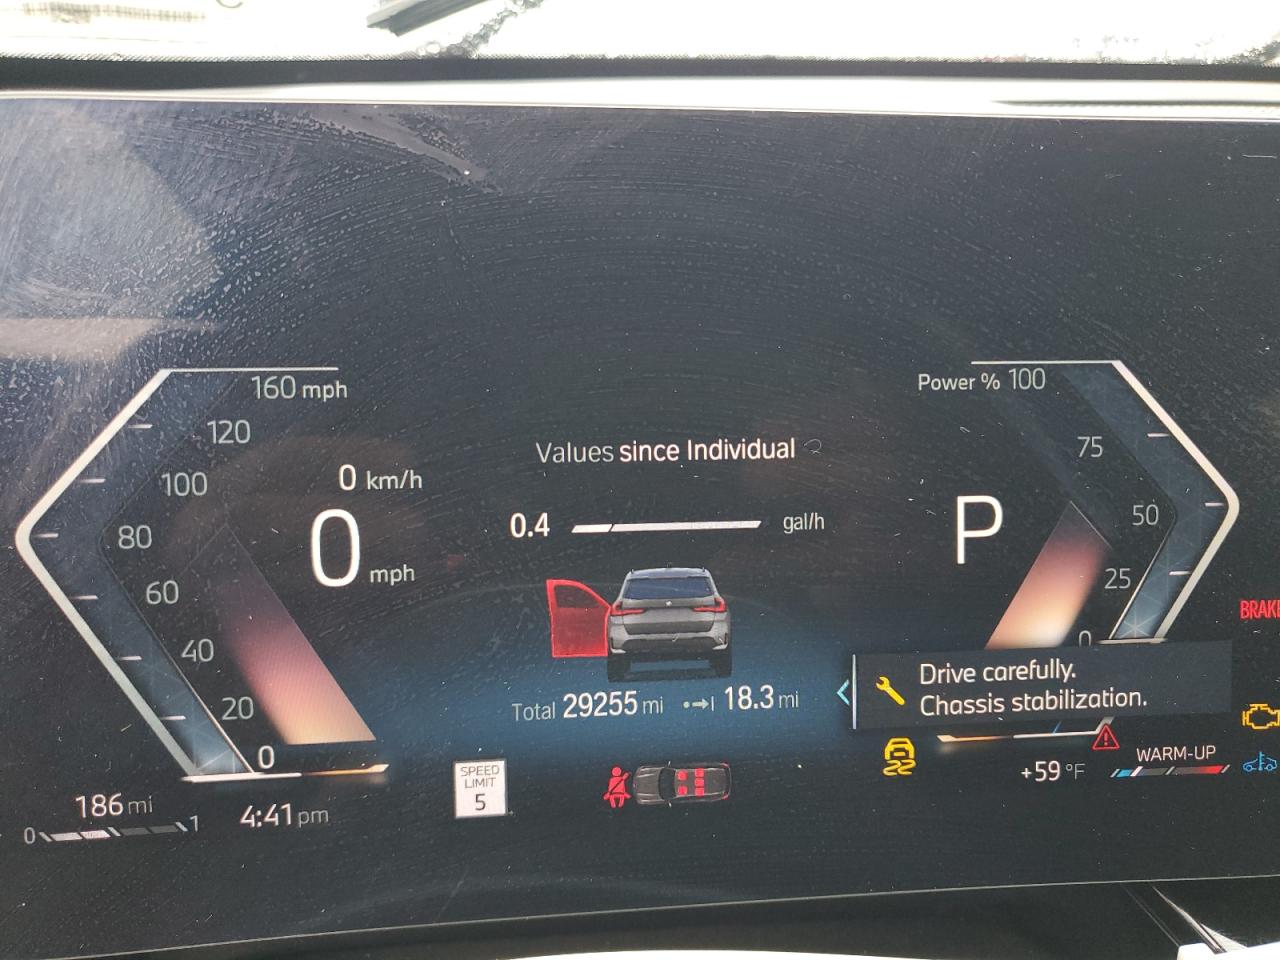 160 mph
120
100
80
60
40
20
0
0 km/h
0 mph
Values since Individual
0.4 gal/h
Total 29255 mi 18.3 mi
Power % 100
75
50
25
0
P
Drive carefully.
Chassis stabilization.
+59 °F
WARM-UP
SPEED
LIMIT
5
186 mi
0 1
4:41 pm